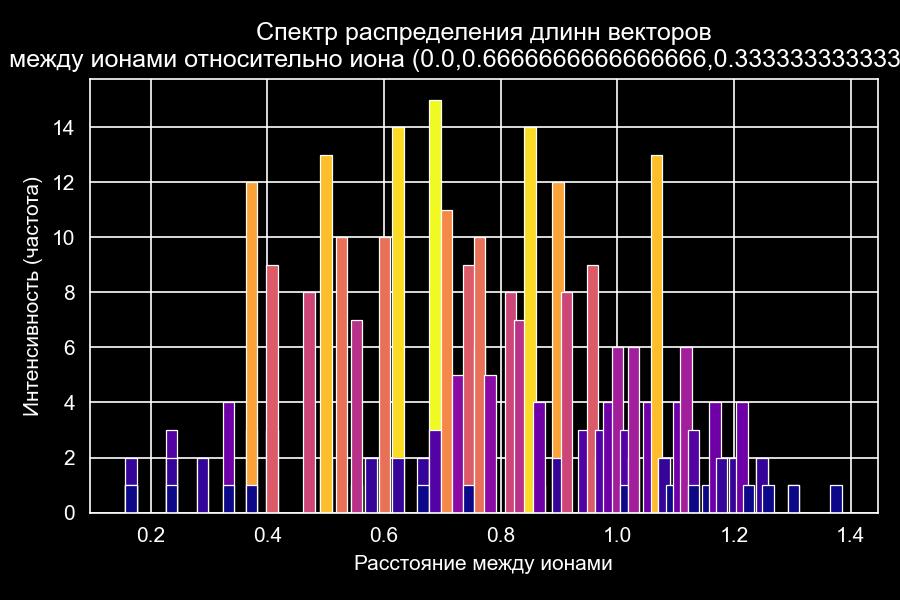 Спектр распределения длинн векторов
между ионами относительно иона (0.0,0.6666666666666666,0.333333333333
Интенсивность (частота)
14
12
10
8
6
4
2
0
0.2 0.4 0.6 0.8 1.0 1.2 1.4
Расстояние между ионами